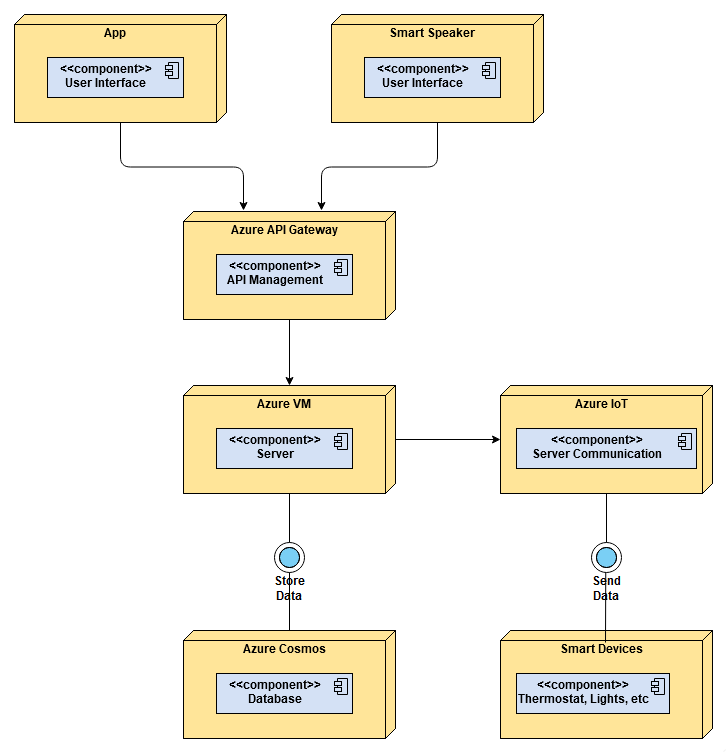 App
<<component>>
User Interface
Smart Speaker
<<component>>
User Interface
Azure API Gateway
<<component>>
API Management
Azure VM
<<component>>
Server
Azure IoT
<<component>>
Server Communication
Store
Data
Send
Data
Azure Cosmos
<<component>>
Database
Smart Devices
<<component>>
Thermostat, Lights, etc